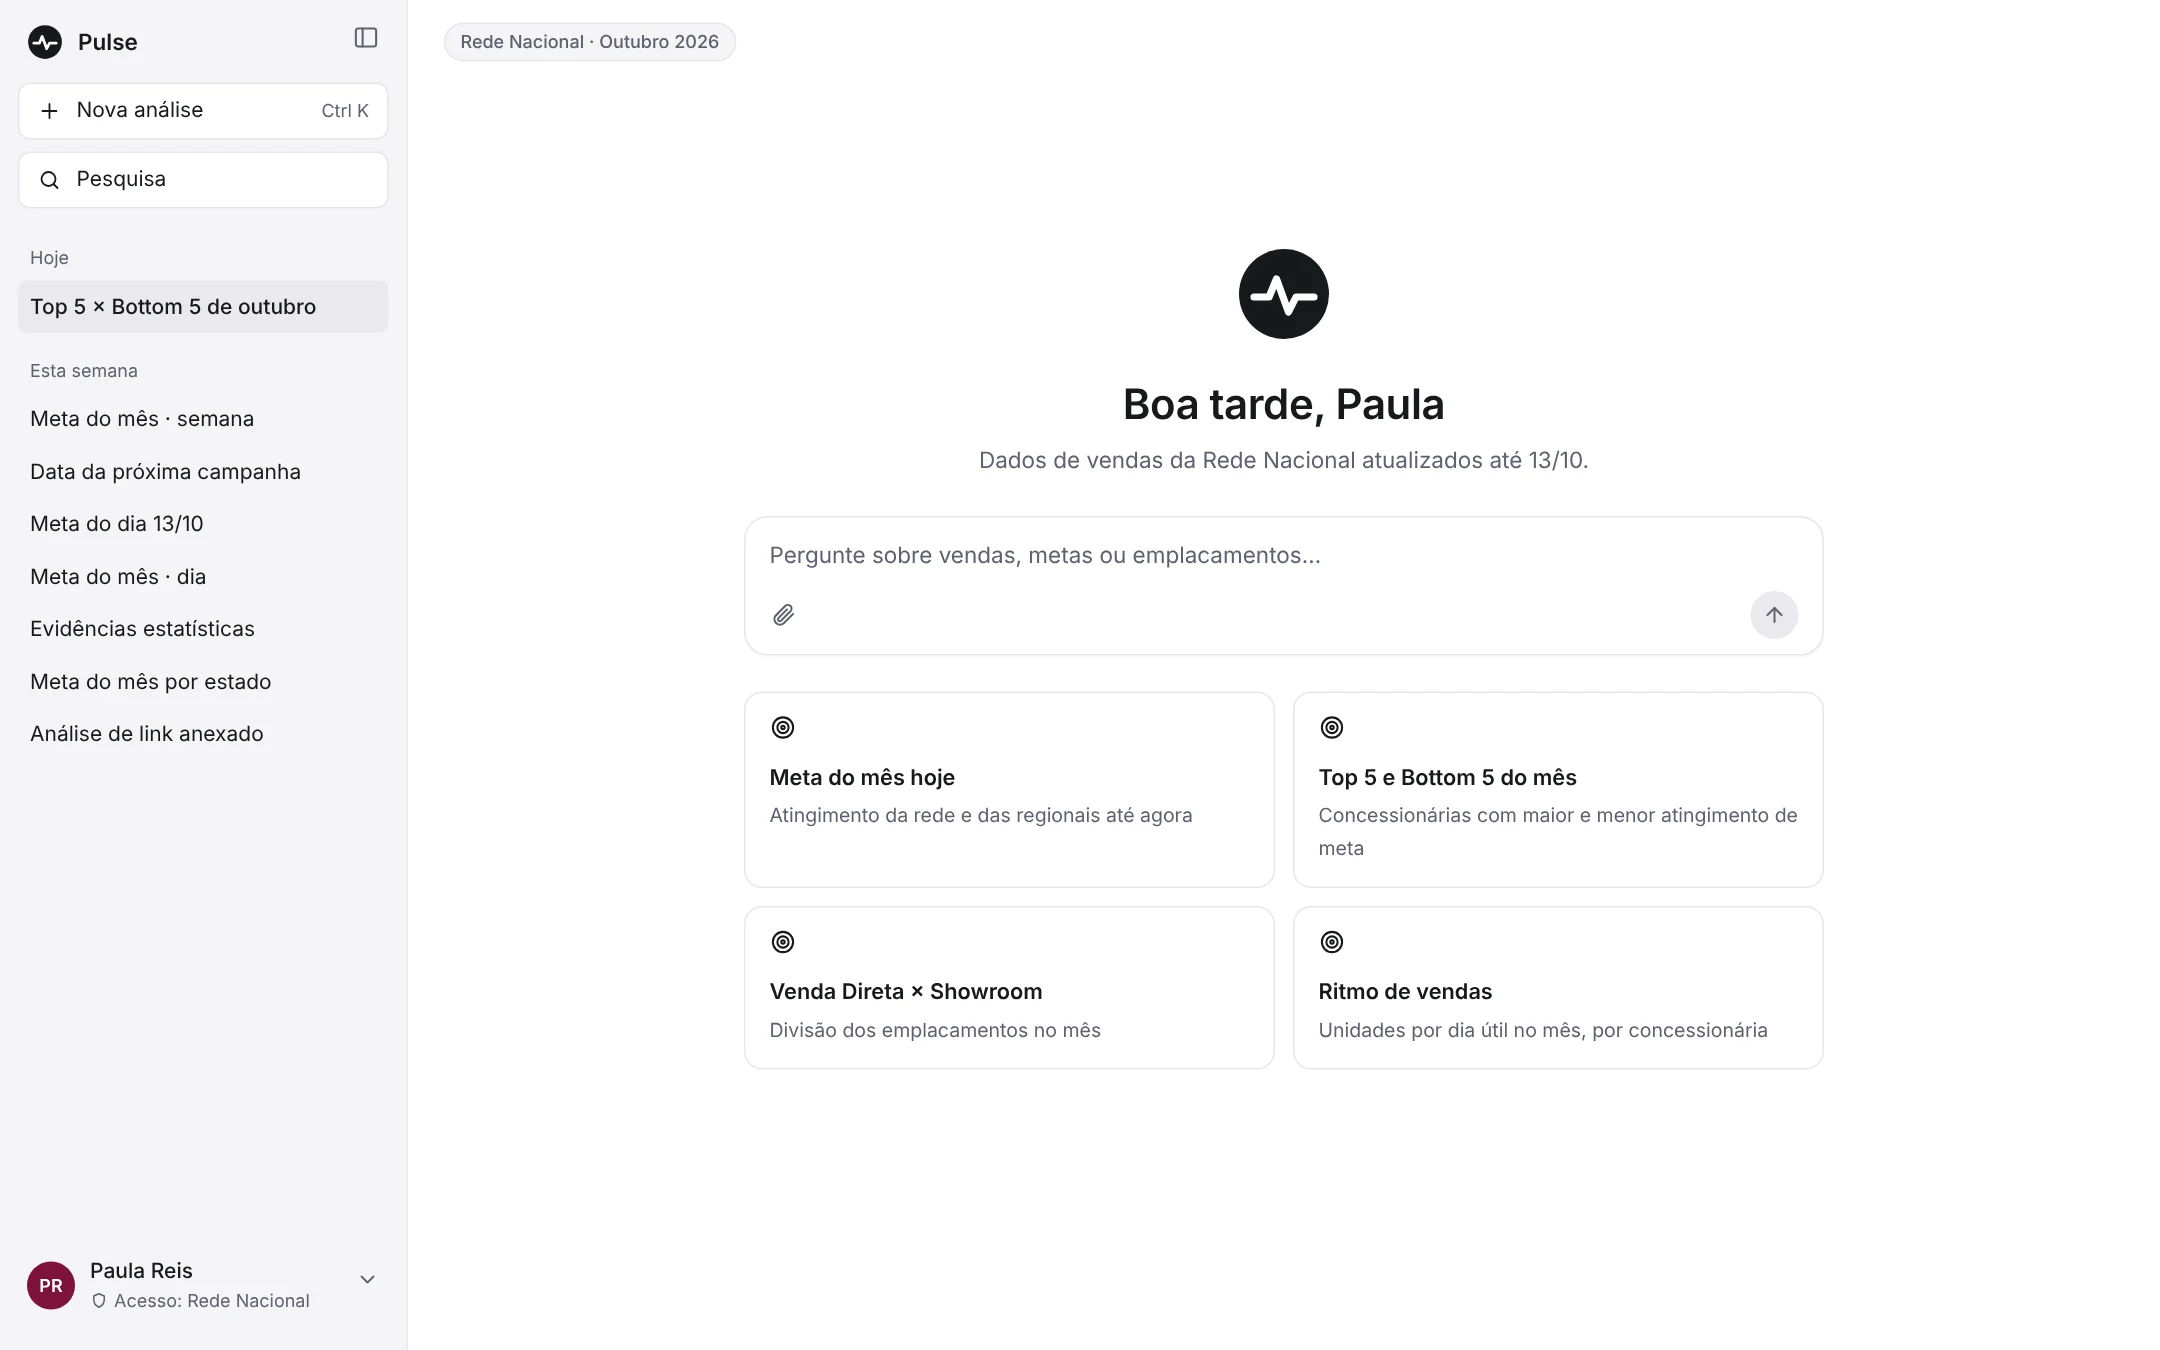 Pulse
Nova análise Ctrl K
Pesquisa
Hoje
Top 5 × Bottom 5 de outubro
Esta semana
Meta do mês · semana
Data da próxima campanha
Meta do dia 13/10
Meta do mês · dia
Evidências estatísticas
Meta do mês por estado
Análise de link anexado
PR
Paula Reis
Acesso: Rede Nacional
Rede Nacional · Outubro 2026
Boa tarde, Paula
Dados de vendas da Rede Nacional atualizados até 13/10.
Pergunte sobre vendas, metas ou emplacamentos...
Meta do mês hoje
Atingimento da rede e das regionais até agora
Top 5 e Bottom 5 do mês
Concessionárias com maior e menor atingimento de
meta
Venda Direta × Showroom
Divisão dos emplacamentos no mês
Ritmo de vendas
Unidades por dia útil no mês, por concessionária